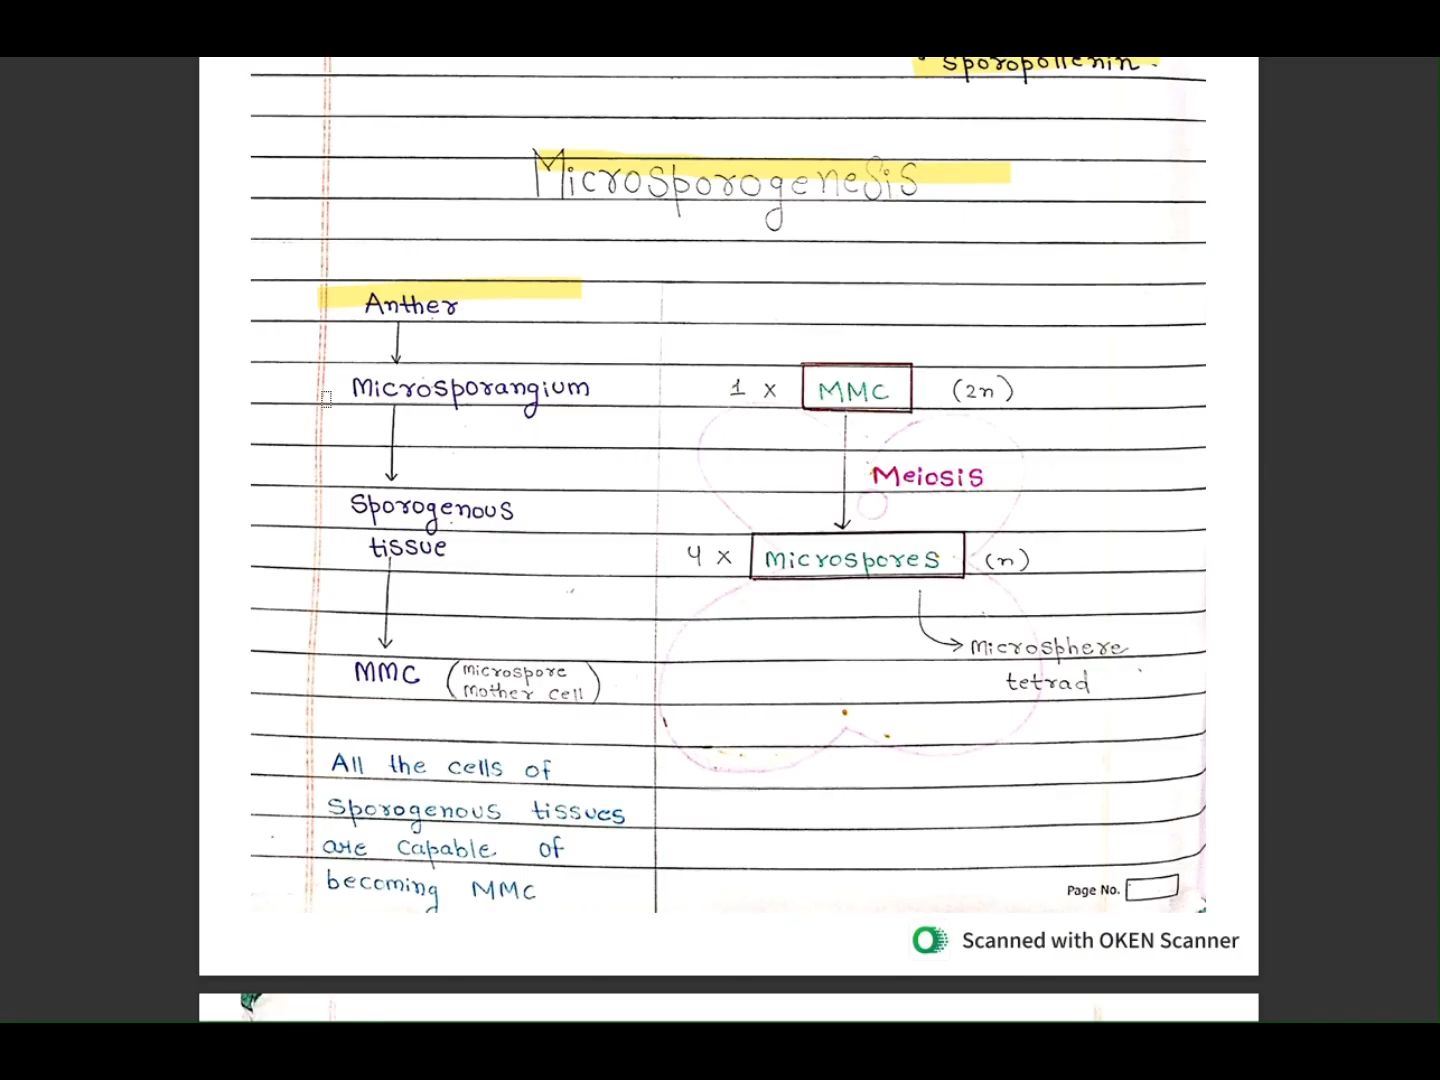 Sporopollenin.
Microsporogenesis
Anther
Microsporangium
Sporogenous
tissue
MMC (microspore
mother cell)
All the cells of
Sporogenous tissues
are capable of
becoming MMC
1 x MMC (2n)
Meiosis
4 x Microspores (n)
Microsphere
tetrad
Page No.
Scanned with OKEN Scanner